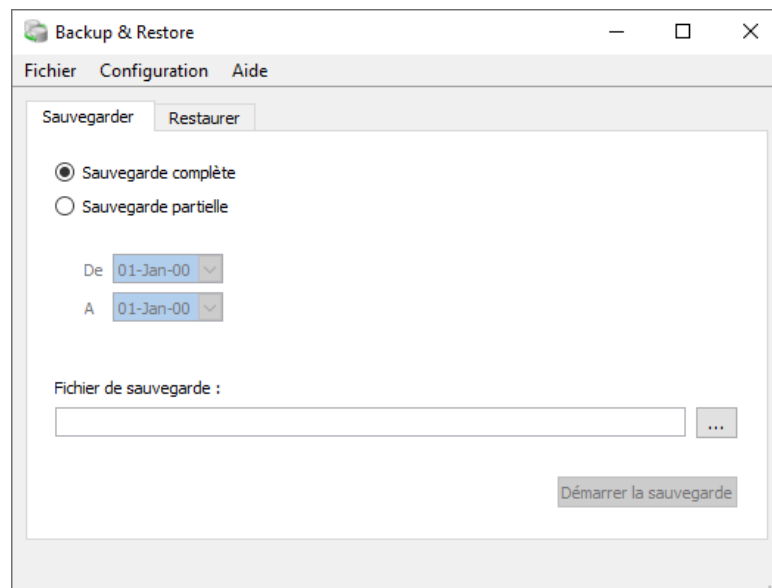 Backup & Restore
Fichier Configuration Aide
Sauvegarder Restaurer
Sauvegarde complète
Sauvegarde partielle
De 01-Jan-00
A 01-Jan-00
Fichier de sauvegarde :
...
Démarrer la sauvegarde